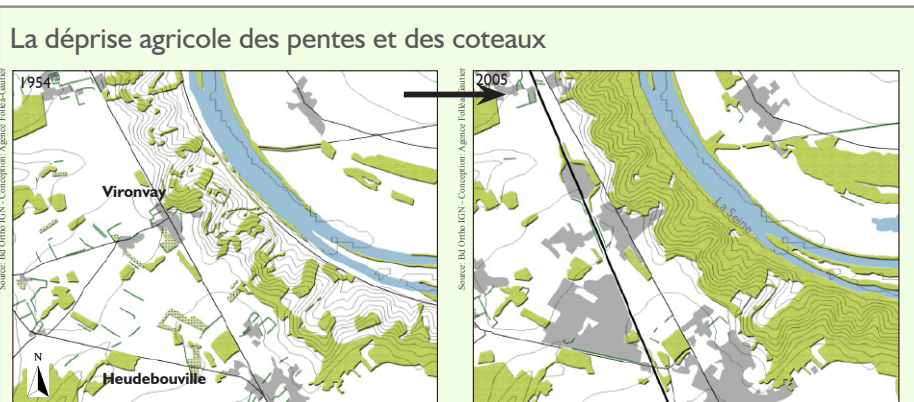 La déprise agricole des pentes et des coteaux
1954
2005
Source: Bd Ortho IGN - Conception: Agence Folléa-Gautier
Source: Bd Ortho IGN - Conception: Agence Folléa-Gautier
Vironvay
La Seine
N
Heudebouville